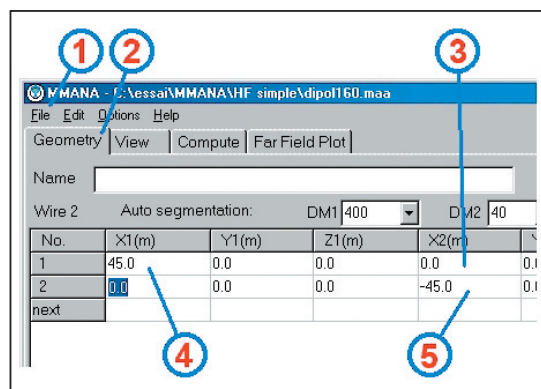 1 2 3
MMANA - C:\essai\MMANA\HF simple\dipol160.maa
File Edit Options Help
Geometry View Compute Far Field Plot
Name
Wire 2 Auto segmentation: DM1 400 DM2 40
No. X1(m) Y1(m) Z1(m) X2(m)
1 45.0 0.0 0.0 0.0
2 0.0 0.0 0.0 -45.0
next
4 5